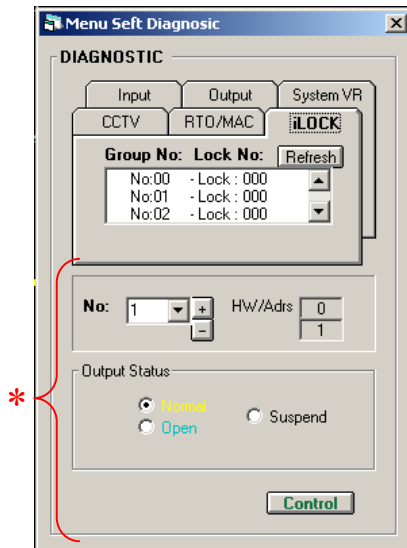 Menu Seft Diagnosic
DIAGNOSTIC
Input Output System VR
CCTV RTO/MAC iLOCK
Group No: Lock No: Refresh
No:00 - Lock : 000
No:01 - Lock : 000
No:02 - Lock : 000
No: 1 + HW/Adrs 0
- 1
*
Output Status
Normal
Suspend
Open
Control